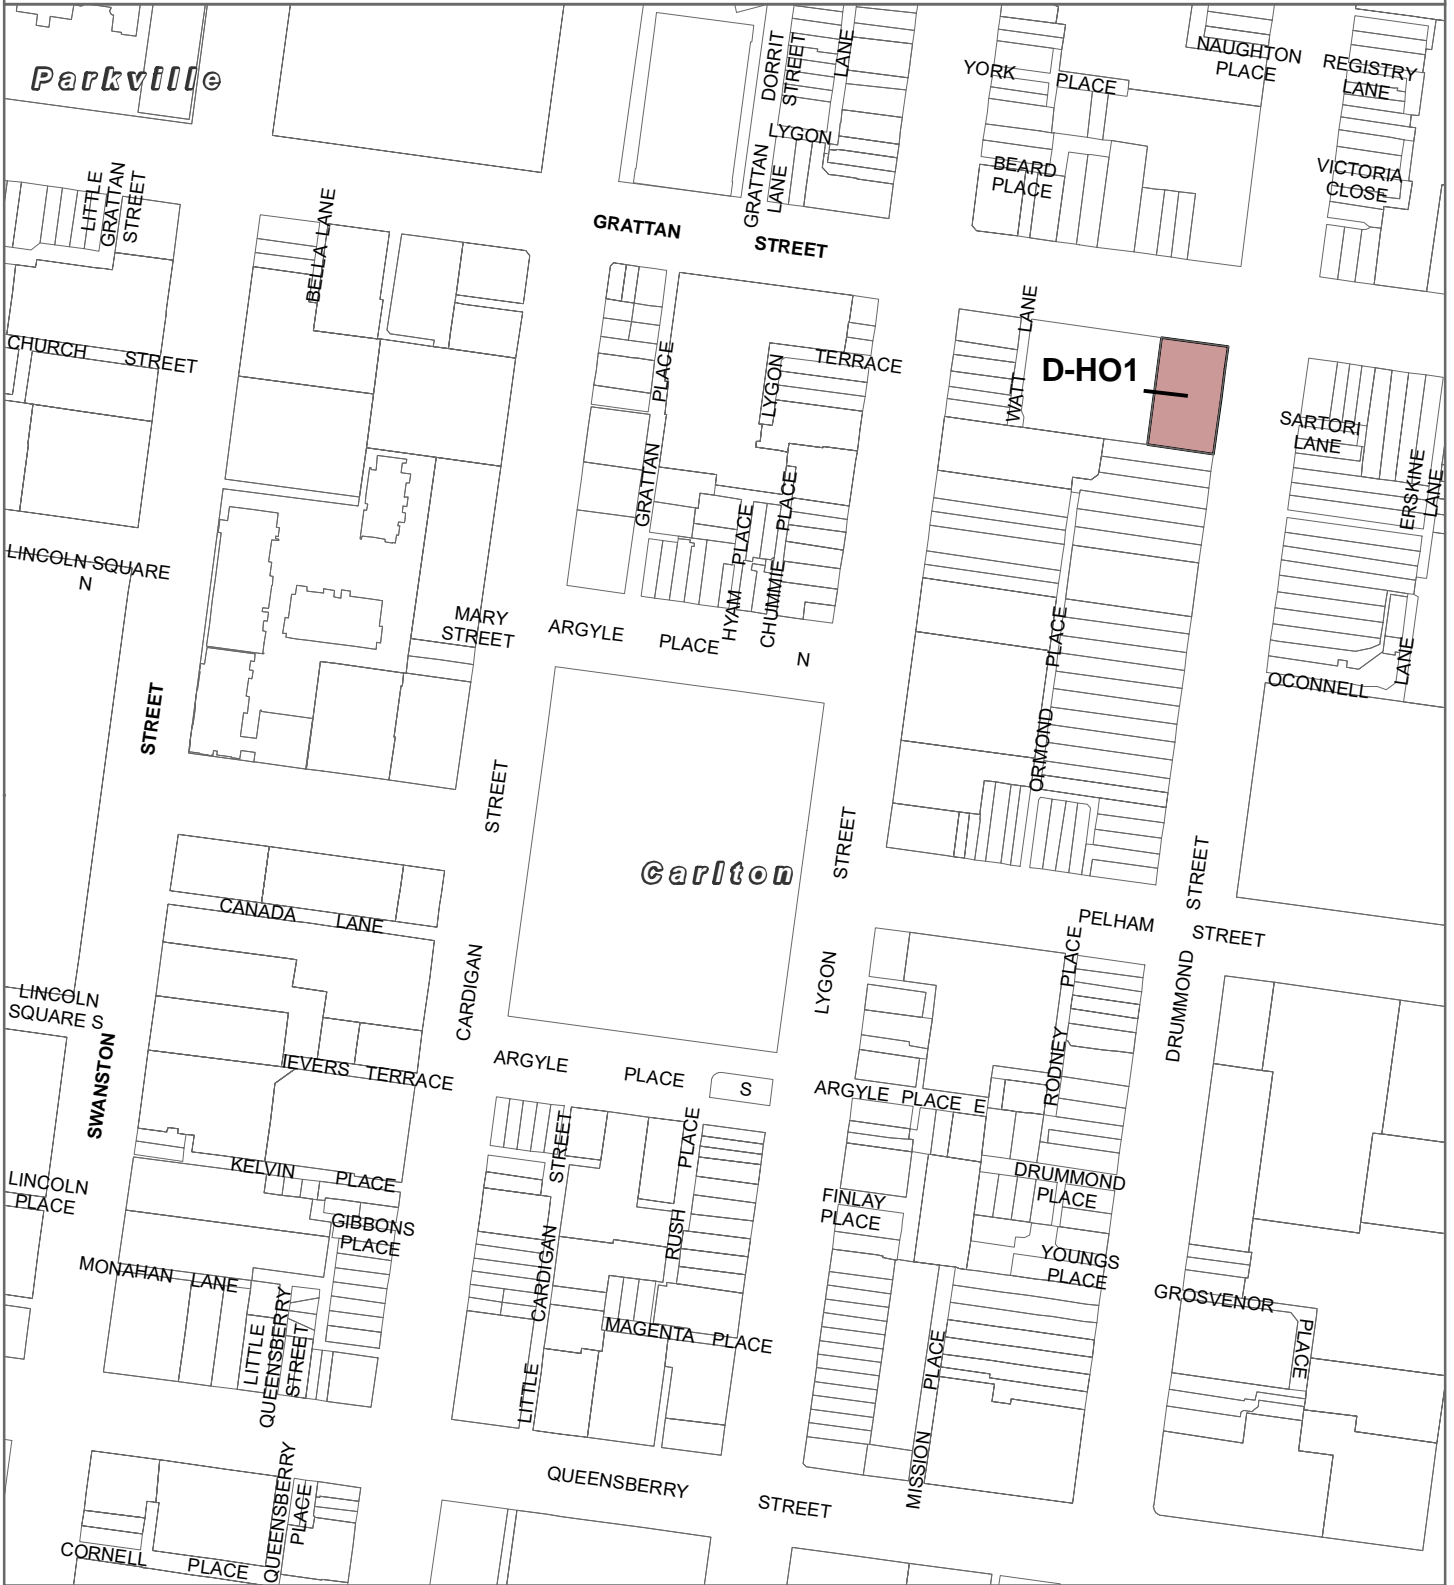 Parkville
DORRIT
STREET
LANE
YORK
PLACE
NAUGHTON
PLACE
REGISTRY
LANE
LYGON
GRATTAN
LANE
BEARD
PLACE
VICTORIA
CLOSE
LITTLE
GRATTAN
STREET
BELLA LANE
GRATTAN
STREET
CHURCH
STREET
PLACE
GRATTAN
LYGON
TERRACE
WATT
LANE
D-HO1
SARTORI
LANE
ERSKINE
LANE
LINCOLN SQUARE
N
MARY
STREET
ARGYLE
PLACE
N
HYAM
PLACE
CHUMMIE
PLACE
ORMOND
PLACE
OCONNELL
LANE
STREET
STREET
Carlton
STREET
STREET
CANADA
LANE
CARDIGAN
LYGON
PELHAM
STREET
DRUMMOND
LINCOLN
SQUARE S
SWANSTON
IEVERS
TERRACE
ARGYLE
PLACE
S
ARGYLE
PLACE
E
RODNEY
PLACE
LINCOLN
PLACE
KELVIN
PLACE
GIBBONS
PLACE
STREET
CARDIGAN
LITTLE
PLACE
RUSH
FINLAY
PLACE
DRUMMOND
PLACE
YOUNGS
PLACE
MONAHAN
LANE
LITTLE
QUEENSBERRY
STREET
MAGENTA
PLACE
GROSVENOR
PLACE
MISSION
PLACE
QUEENSBERRY
STREET
QUEENSBERRY
PLACE
CORNELL
PLACE